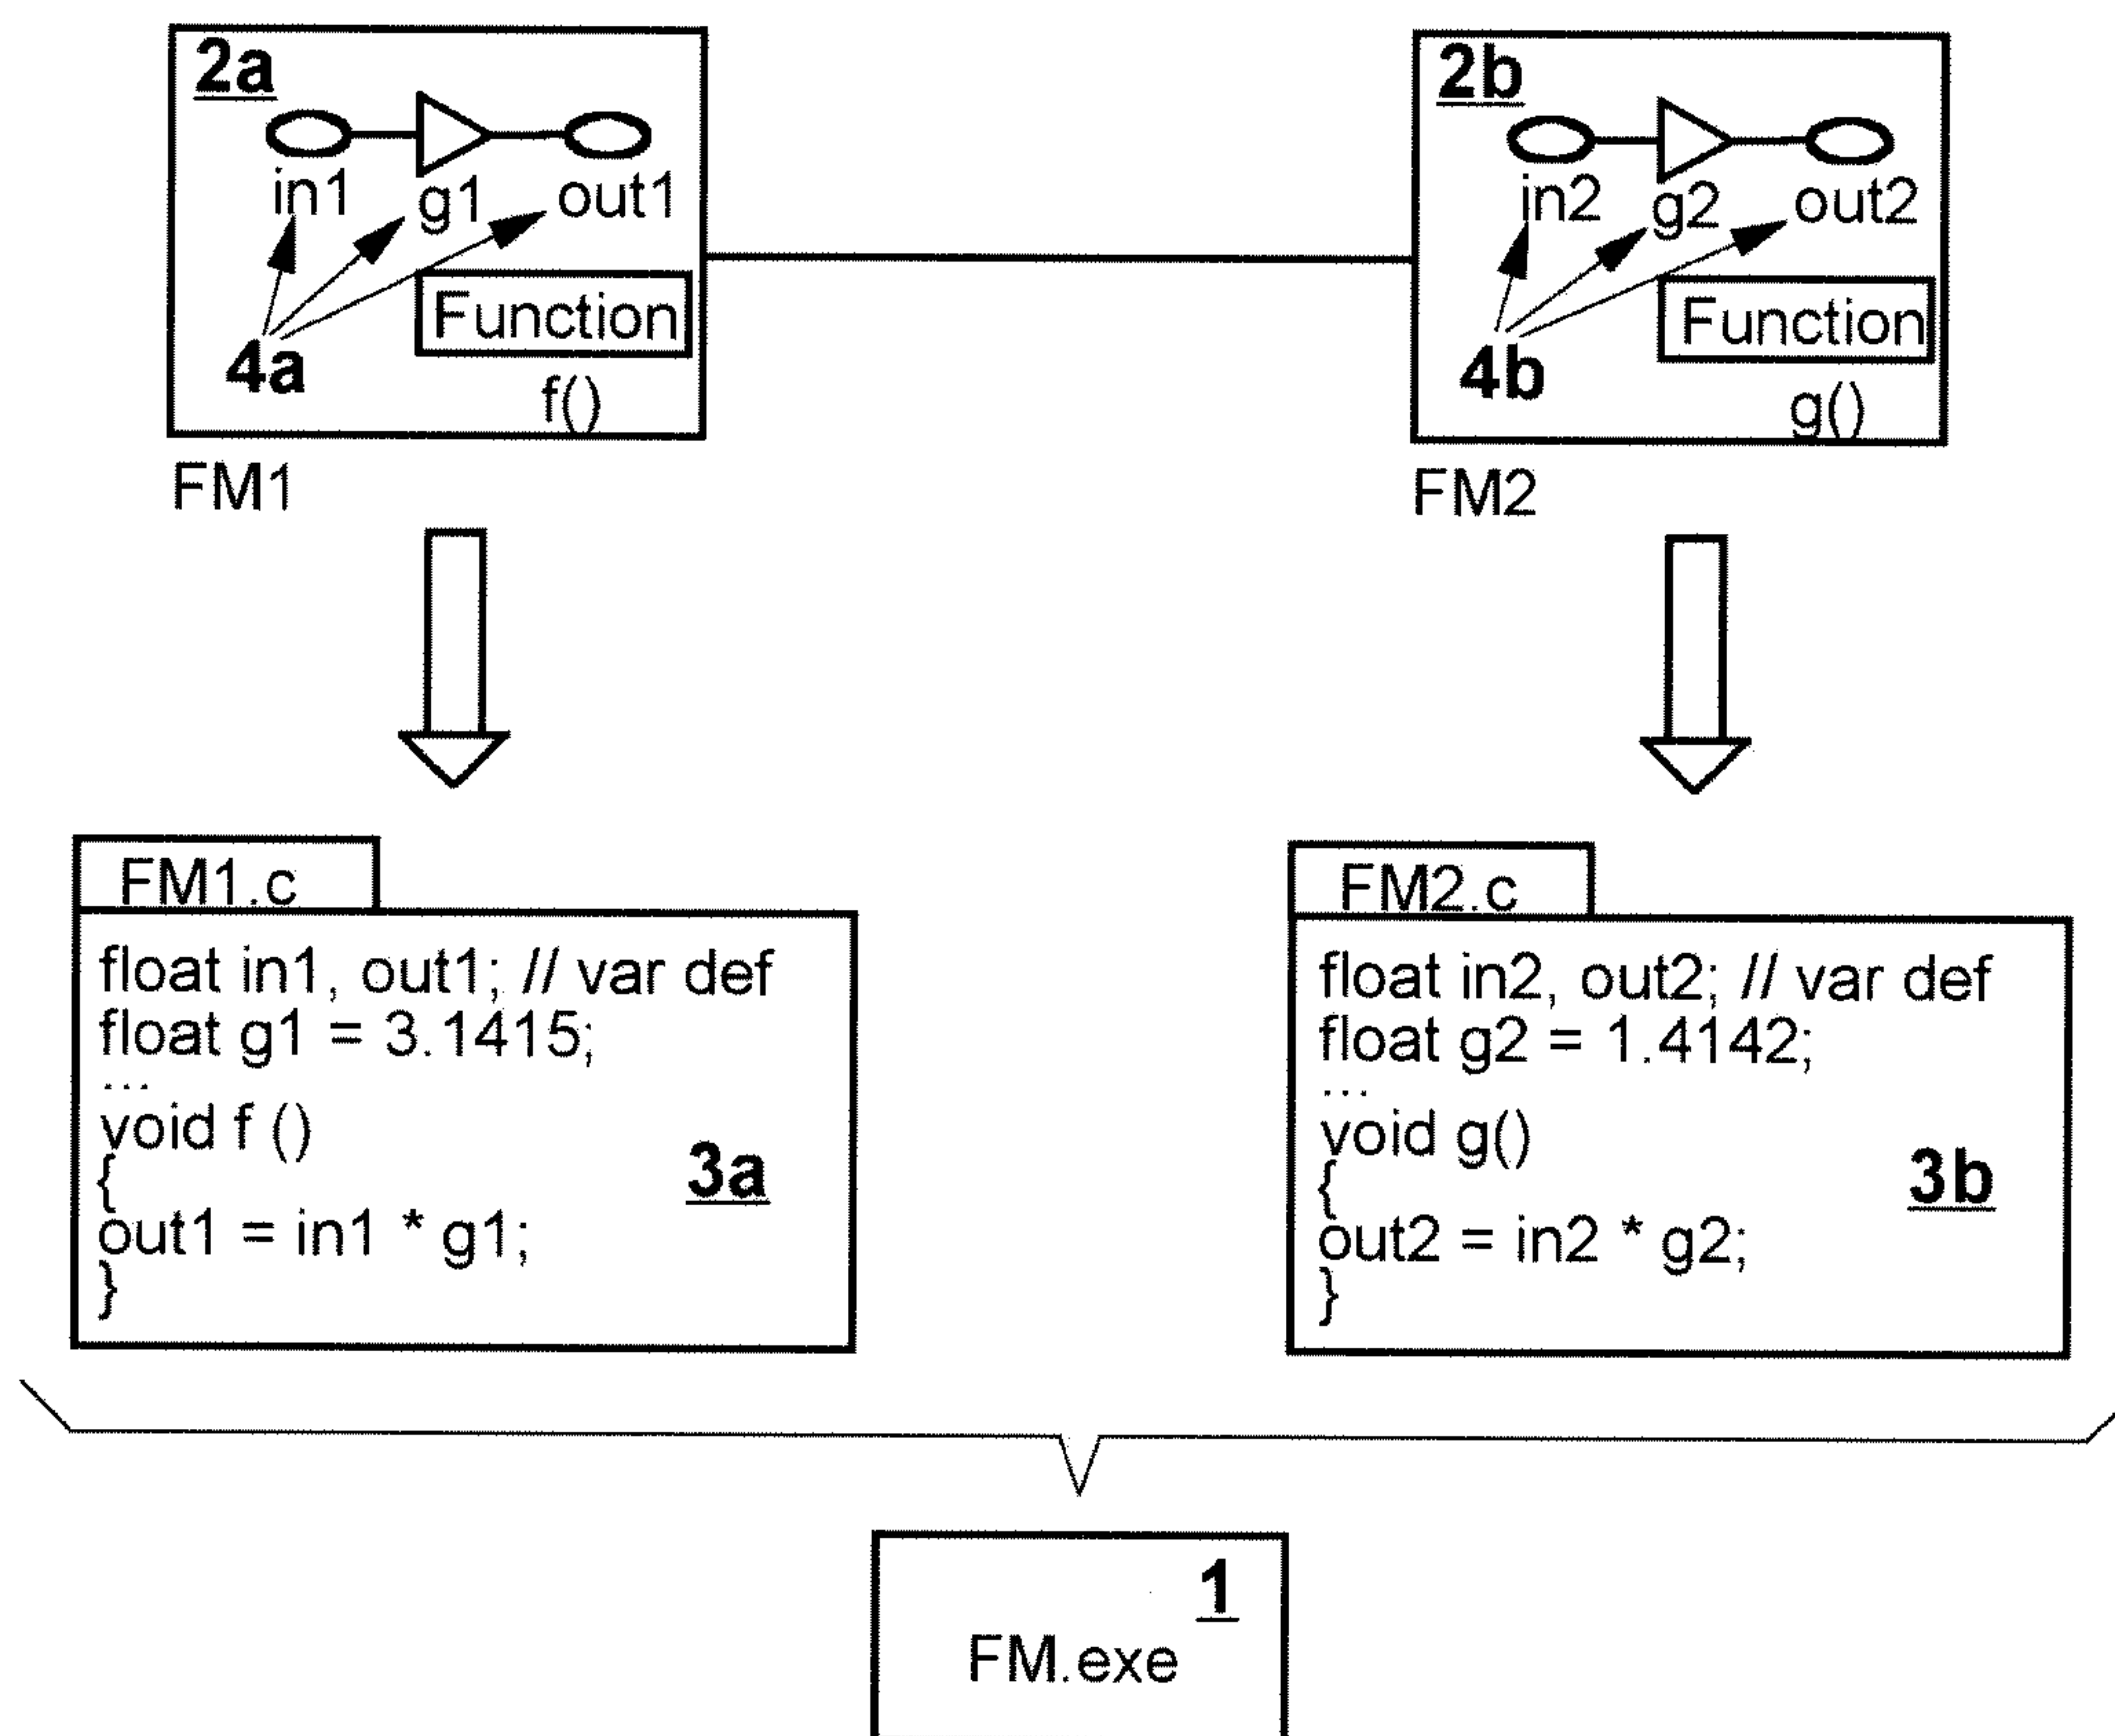 2a
in1 g1 out1
Function
4a
f()
FM1
2b
in2 g2 out2
Function
4b
g()
FM2
FM1.c
float in1, out1; // var def
float g1 = 3.1415;
...
void f ()
{
out1 = in1 * g1;
}
3a
FM2.c
float in2, out2; // var def
float g2 = 1.4142;
...
void g()
{
out2 = in2 * g2;
}
3b
1
FM.exe